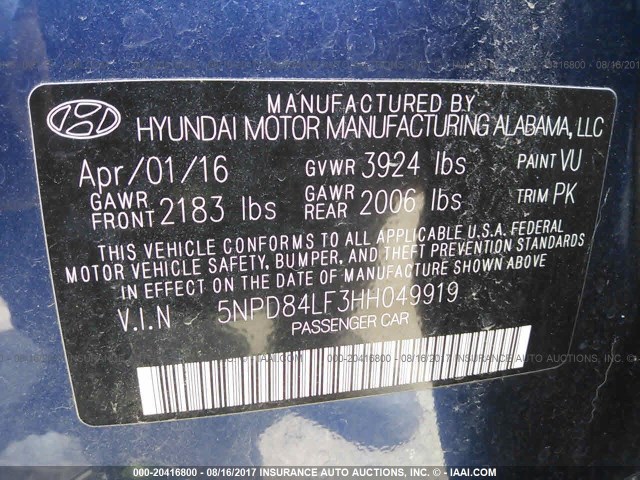 MANUFACTURED BY
HYUNDAI MOTOR MANUFACTURING ALABAMA, LLC
Apr/01/16 GVWR 3924 lbs PAINT VU
GAWR FRONT 2183 lbs GAWR REAR 2006 lbs TRIM PK
THIS VEHICLE CONFORMS TO ALL APPLICABLE U.S.A. FEDERAL
MOTOR VEHICLE SAFETY, BUMPER, AND THEFT PREVENTION STANDARDS
IN EFFECT ON THE DATE OF MANUFACTURE SHOWN ABOVE.
V.I.N 5NPD84LF3HH049919
PASSENGER CAR
000-20416800 - 08/16/2017 INSURANCE AUTO AUCTIONS, CORP. - © - IAAI.COM